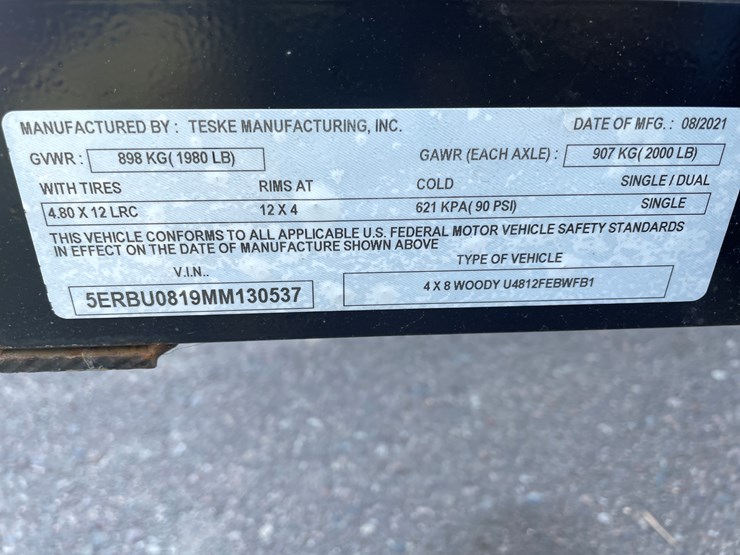 MANUFACTURED BY : TESKE MANUFACTURING, INC. DATE OF MFG. : 08/2021
GVWR : 898 KG( 1980 LB) GAWR (EACH AXLE) : 907 KG( 2000 LB)
WITH TIRES RIMS AT COLD SINGLE / DUAL
4.80 X 12 LRC 12 X 4 621 KPA( 90 PSI) SINGLE
THIS VEHICLE CONFORMS TO ALL APPLICABLE U.S. FEDERAL MOTOR VEHICLE SAFETY STANDARDS
IN EFFECT ON THE DATE OF MANUFACTURE SHOWN ABOVE
V.I.N.. TYPE OF VEHICLE
5ERBU0819MM130537 4 X 8 WOODY U4812FEBWFB1